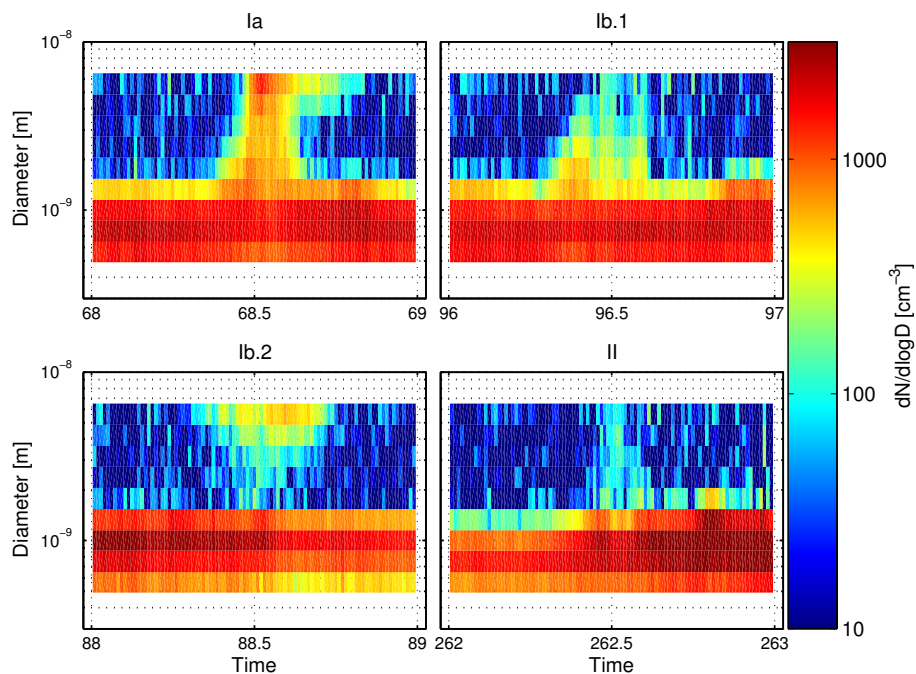 Ia
Ib.1
10⁻⁸
10⁻⁹
Diameter [m]
68
68.5
69
96
96.5
97
Ib.2
II
10⁻⁸
10⁻⁹
Diameter [m]
88
88.5
89
262
262.5
263
Time
Time
1000
100
10
dN/dlogD [cm⁻³]